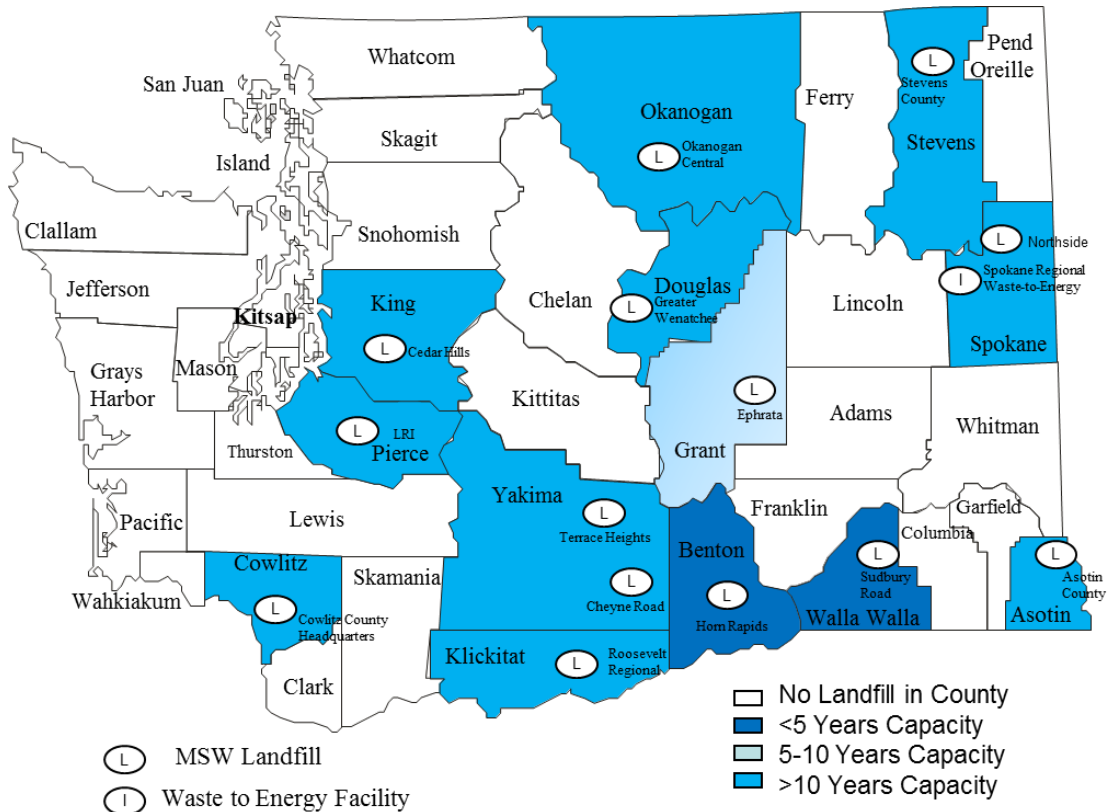 Whatcom
Pend
Oreille
San Juan
L
Stevens
County
Okanogan
Ferry
Skagit
Island
L
Okanogan
Central
Stevens
Clallam
Snohomish
L
Northside
Jefferson
King
Chelan
Douglas
Lincoln
I
Spokane Regional
Waste-to-Energy
L
Greater
Wenatchee
Kitsap
Spokane
L
Cedar Hills
Mason
Grays
Harbor
Kittitas
L
Ephrata
Adams
Whitman
L
LRI
Pierce
Thurston
Grant
Yakima
Franklin
Garfield
Pacific
Lewis
L
Terrace Heights
Columbia
Benton
L
Sudbury
Road
L
Asotin
County
Cowlitz
Skamania
L
Cheyne Road
Wahkiakum
L
Cowlitz County
Headquarters
L
Horn Rapids
Walla Walla
Asotin
Klickitat
L
Roosevelt
Regional
Clark
No Landfill in County
<5 Years Capacity
5-10 Years Capacity
>10 Years Capacity
L
MSW Landfill
I
Waste to Energy Facility